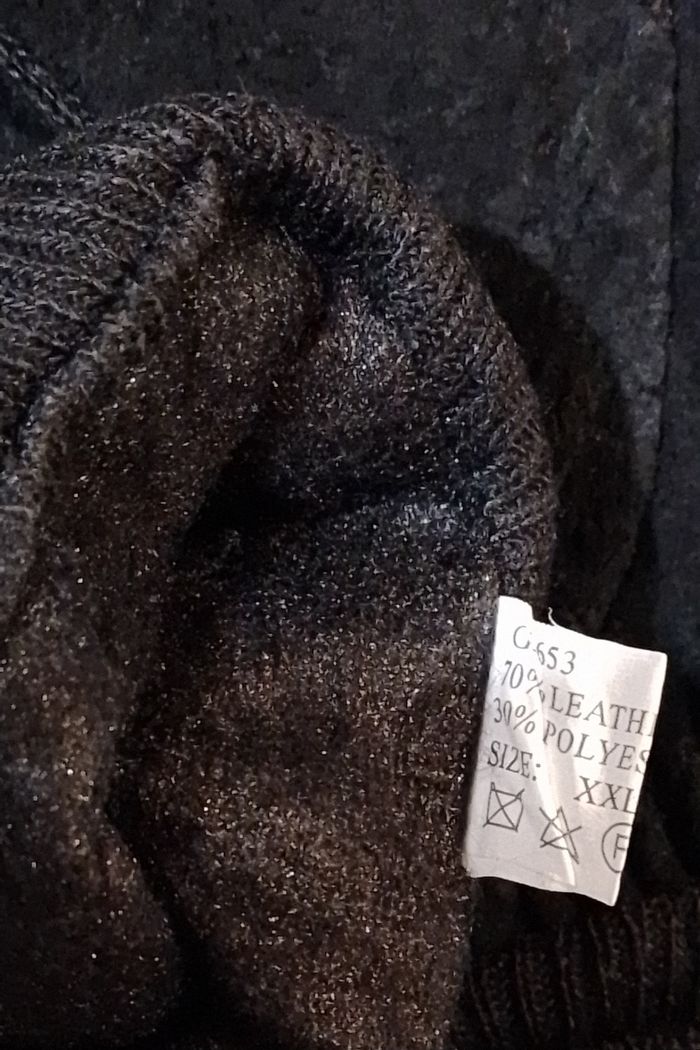 G-653
70% LEATH
30% POLYES
SIZE:
XXL
P